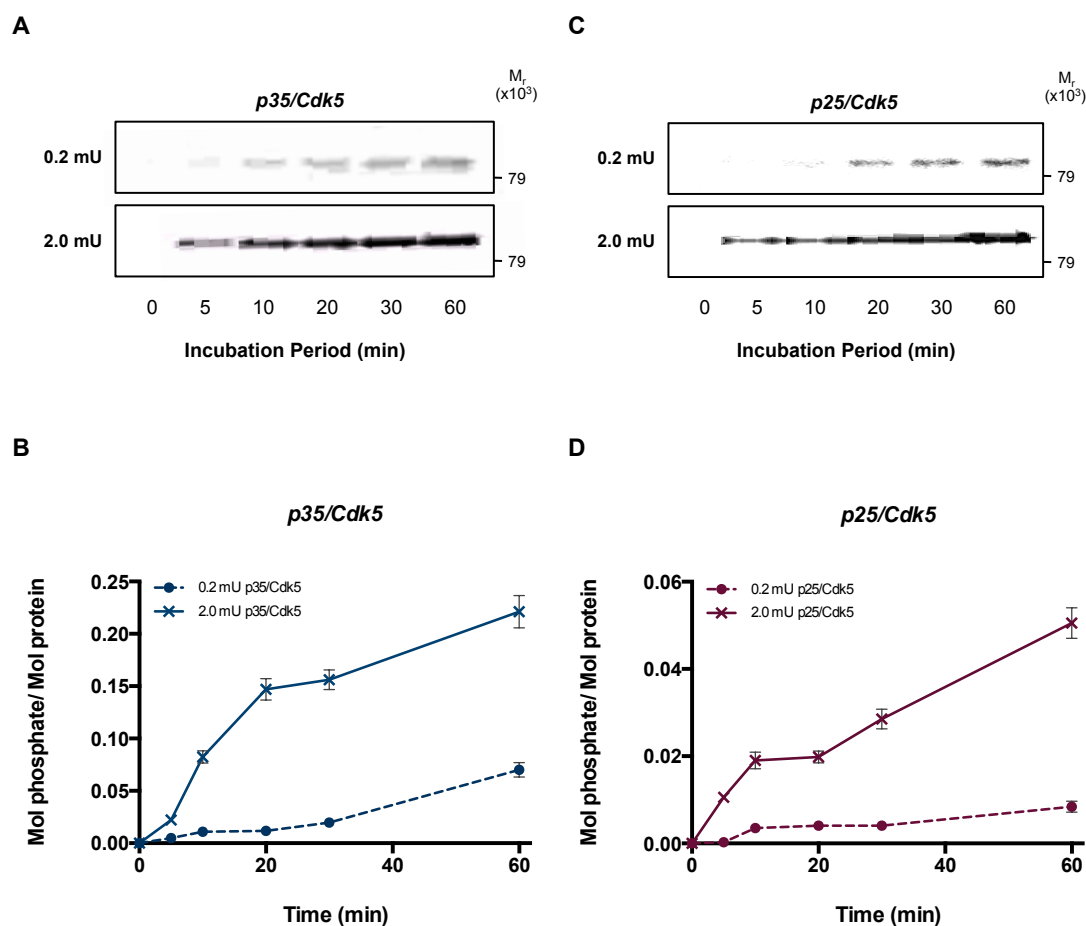 A
p35/Cdk5
Mr
(x10³)
0.2 mU
79
2.0 mU
79
0 5 10 20 30 60
Incubation Period (min)
C
p25/Cdk5
Mr
(x10³)
0.2 mU
79
2.0 mU
79
0 5 10 20 30 60
Incubation Period (min)
B
p35/Cdk5
Mol phosphate/ Mol protein
0.25
0.20
0.15
0.10
0.05
0.00
0.2 mU p35/Cdk5
2.0 mU p35/Cdk5
0 20 40 60
Time (min)
D
p25/Cdk5
Mol phosphate/ Mol protein
0.06
0.04
0.02
0.00
0.2 mU p25/Cdk5
2.0 mU p25/Cdk5
0 20 40 60
Time (min)